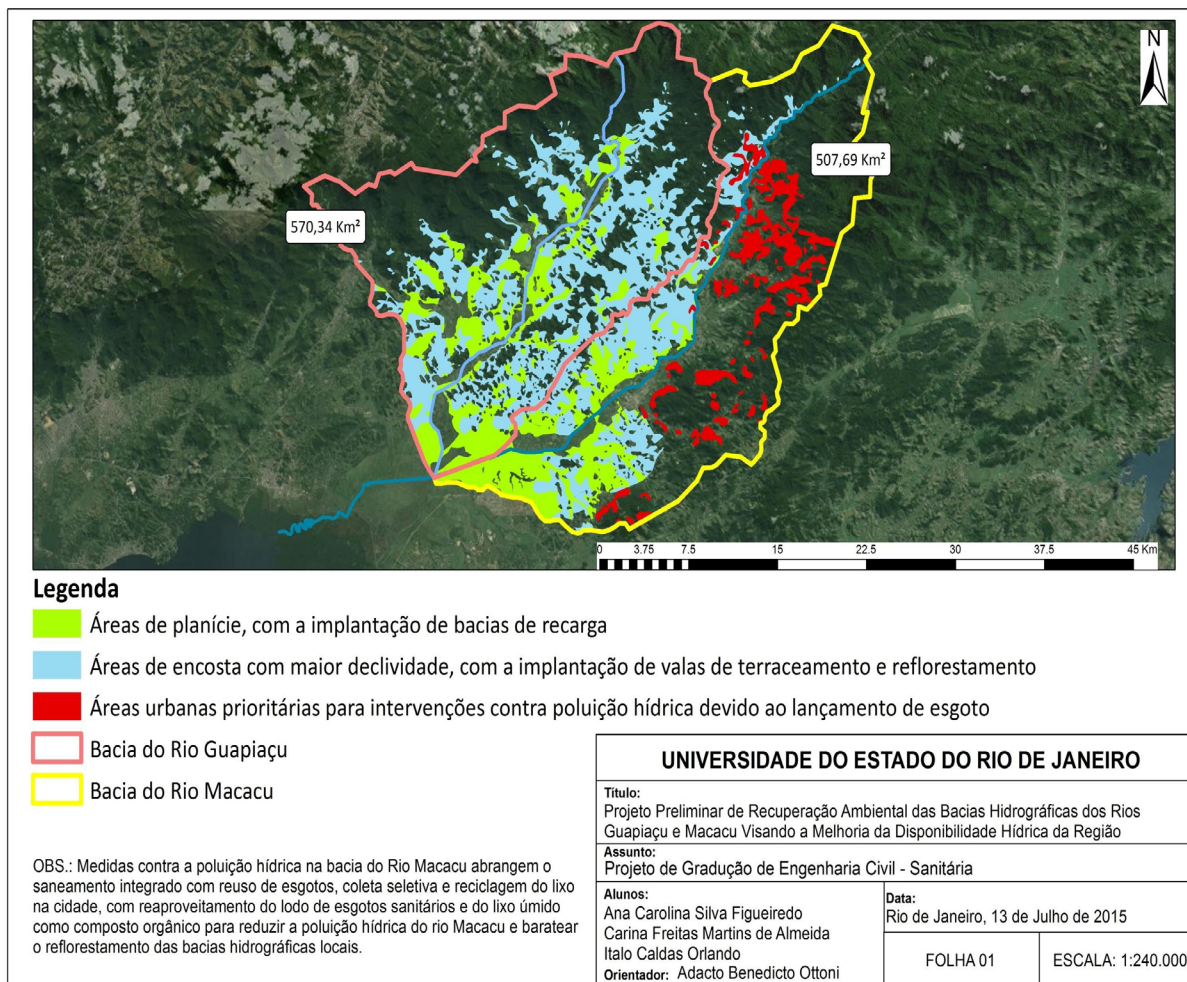 N
507,69 Km²
570,34 Km²
0 3.75 7.5 15 22.5 30 37.5 45 Km
Legenda
Áreas de planície, com a implantação de bacias de recarga
Áreas de encosta com maior declividade, com a implantação de valas de terraceamento e reflorestamento
Áreas urbanas prioritárias para intervenções contra poluição hídrica devido ao lançamento de esgoto
Bacia do Rio Guapiaçu
Bacia do Rio Macacu
OBS.: Medidas contra a poluição hídrica na bacia do Rio Macacu abrangem o
saneamento integrado com reuso de esgotos, coleta seletiva e reciclagem do lixo
na cidade, com reaproveitamento do lodo de esgotos sanitários e do lixo úmido
como composto orgânico para reduzir a poluição hídrica do rio Macacu e baratear
o reflorestamento das bacias hidrográficas locais.
UNIVERSIDADE DO ESTADO DO RIO DE JANEIRO
Título:
Projeto Preliminar de Recuperação Ambiental das Bacias Hidrográficas dos Rios
Guapiaçu e Macacu Visando a Melhoria da Disponibilidade Hídrica da Região
Assunto:
Projeto de Gradução de Engenharia Civil - Sanitária
Alunos:
Ana Carolina Silva Figueiredo
Carina Freitas Martins de Almeida
Italo Caldas Orlando
Orientador: Adacto Benedicto Ottoni
Data:
Rio de Janeiro, 13 de Julho de 2015
FOLHA 01
ESCALA: 1:240.000